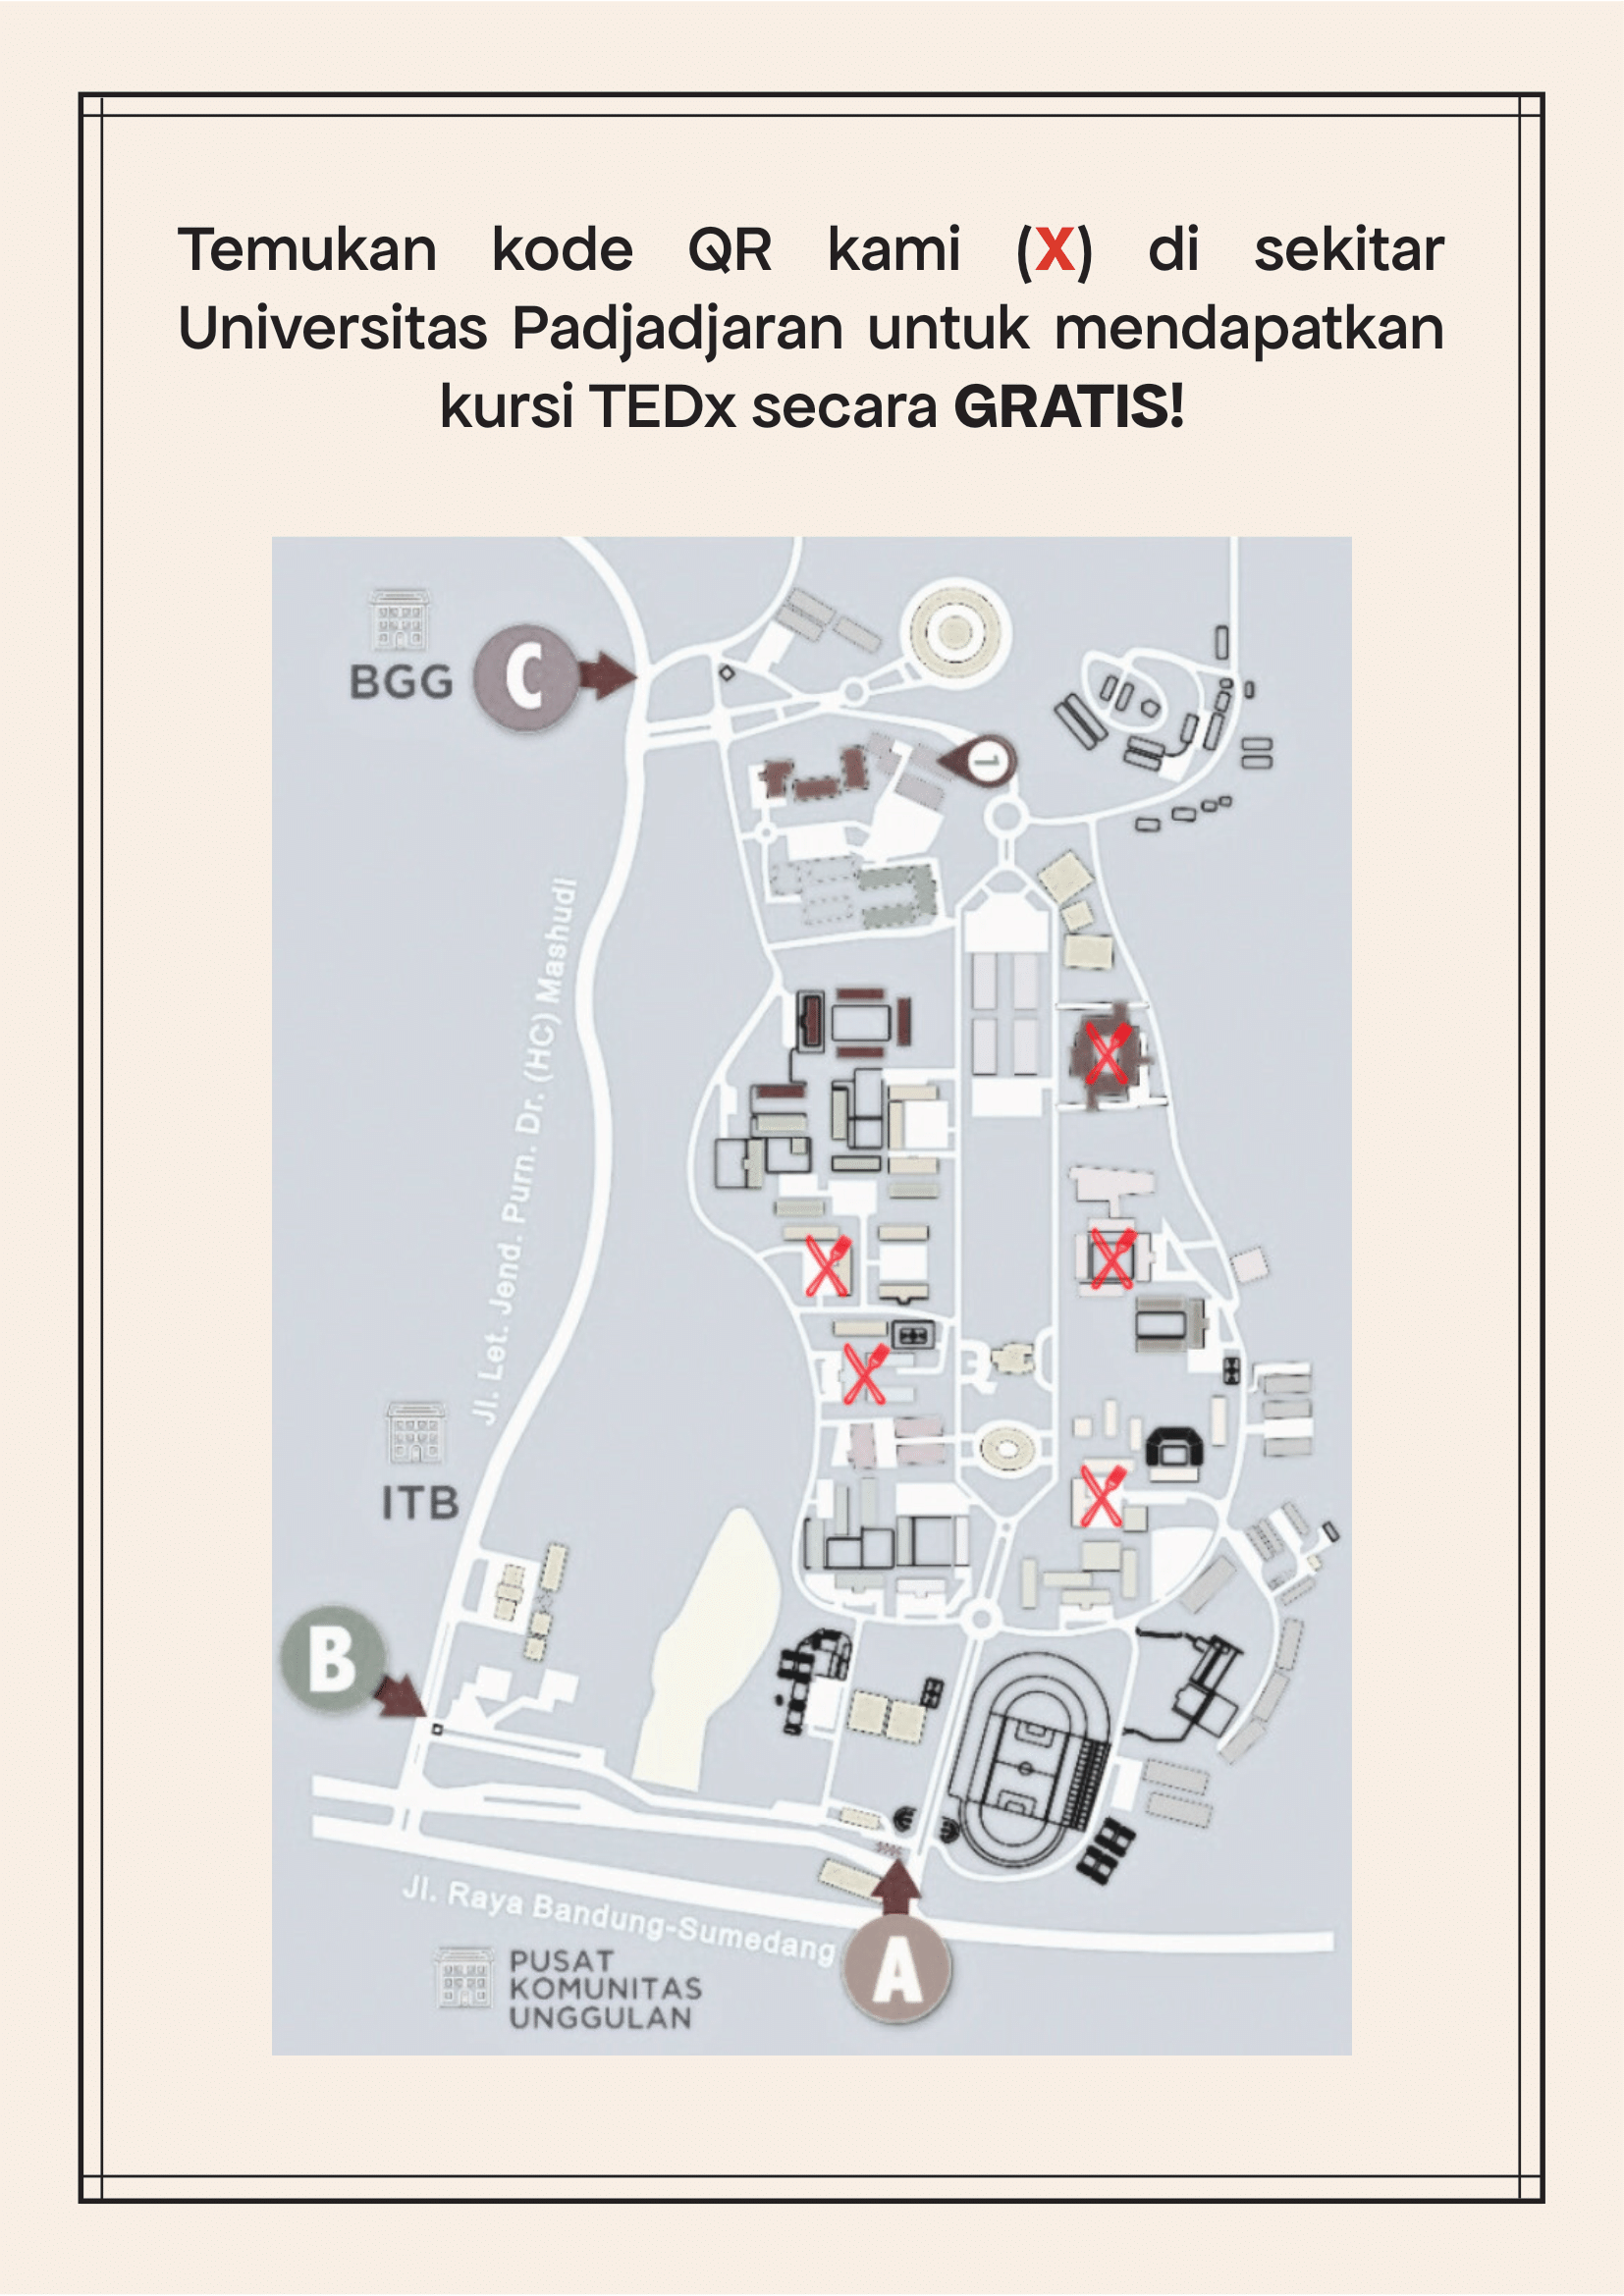 Temukan kode QR kami (X) di sekitar
Universitas Padjadjaran untuk mendapatkan
kursi TEDx secara GRATIS!
BGG
C
1
Jl. Let. Jend. Purn. Dr. (HC) Mashudi
ITB
B
Jl. Raya Bandung-Sumedang
A
PUSAT
KOMUNITAS
UNGGULAN